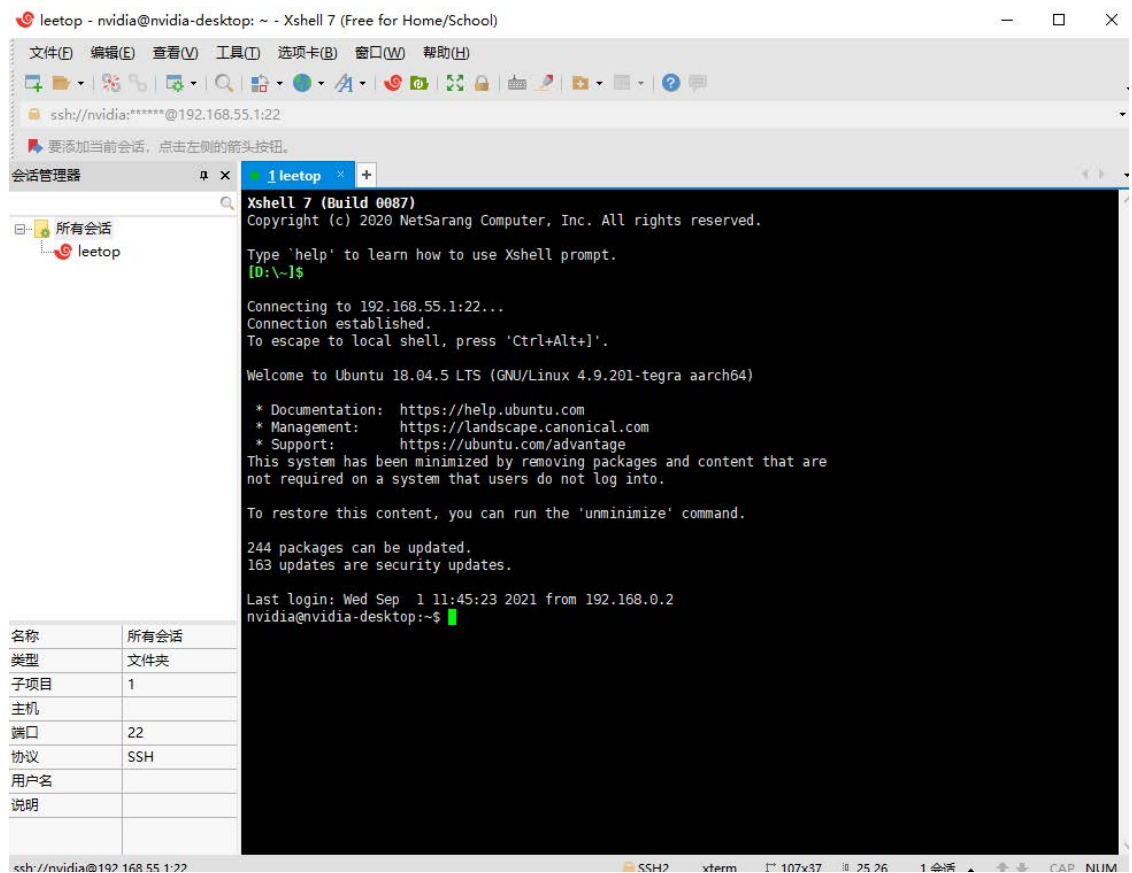 leetop - nvidia@nvidia-desktop: ~ - Xshell 7 (Free for Home/School)
文件(F) 编辑(E) 查看(V) 工具(T) 选项卡(B) 窗口(W) 帮助(H)
ssh://nvidia:******@192.168.55.1:22
要添加当前会话，点击左侧的箭头按钮。
会话管理器
1 leetop
所有会话
leetop
Xshell 7 (Build 0087)
Copyright (c) 2020 NetSarang Computer, Inc. All rights reserved.
Type `help' to learn how to use Xshell prompt.
[D:\~]$
Connecting to 192.168.55.1:22...
Connection established.
To escape to local shell, press 'Ctrl+Alt+]'.
Welcome to Ubuntu 18.04.5 LTS (GNU/Linux 4.9.201-tegra aarch64)
* Documentation: https://help.ubuntu.com
* Management: https://landscape.canonical.com
* Support: https://ubuntu.com/advantage
This system has been minimized by removing packages and content that are
not required on a system that users do not log into.
To restore this content, you can run the 'unminimize' command.
244 packages can be updated.
163 updates are security updates.
Last login: Wed Sep  1 11:45:23 2021 from 192.168.0.2
nvidia@nvidia-desktop:~$
名称 所有会话
类型 文件夹
子项目 1
主机
端口 22
协议 SSH
用户名
说明
ssh://nvidia@192.168.55.1:22 SSH2 xterm 107x37 25,26 1 会话 CAP NUM